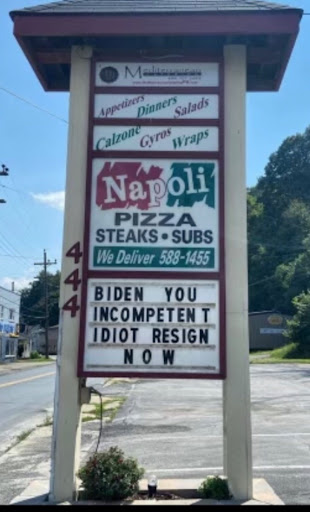 Mediterranean
Appetizers Dinners Salads
Calzone Gyros Wraps
Napoli
PIZZA
STEAKS • SUBS
We Deliver 588-1455
444
BIDEN YOU
INCOMPETENT
IDIOT RESIGN
NOW